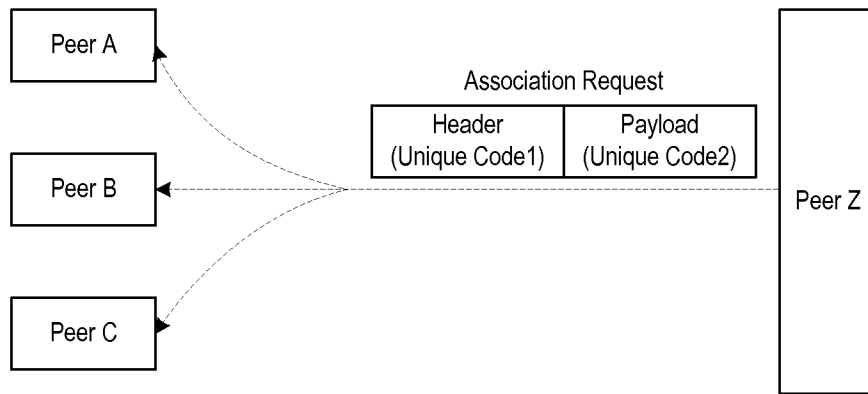 Peer A
Association Request
Header
(Unique Code1)
Payload
(Unique Code2)
Peer B
Peer Z
Peer C